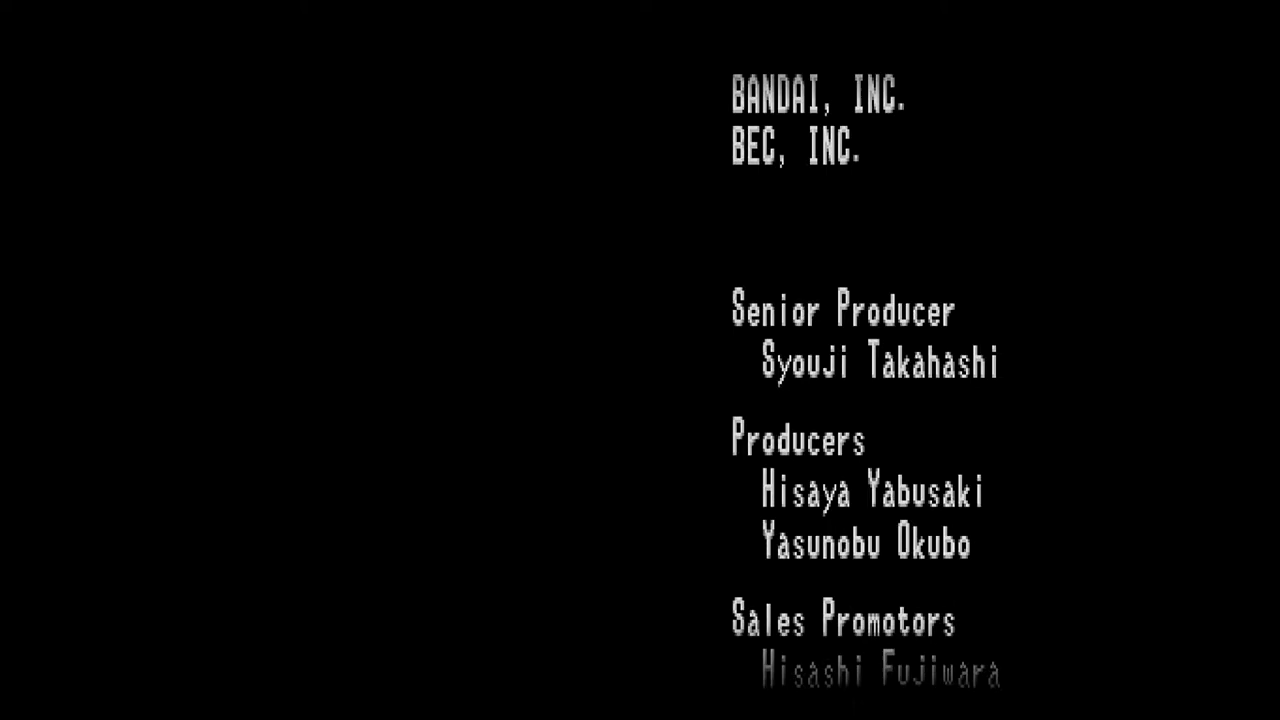 BANDAI, INC.
BEC, INC.
Senior Producer
Syouji Takahashi
Producers
Hisaya Yabusaki
Yasunobu Okubo
Sales Promotors
Hisashi Fujiwara